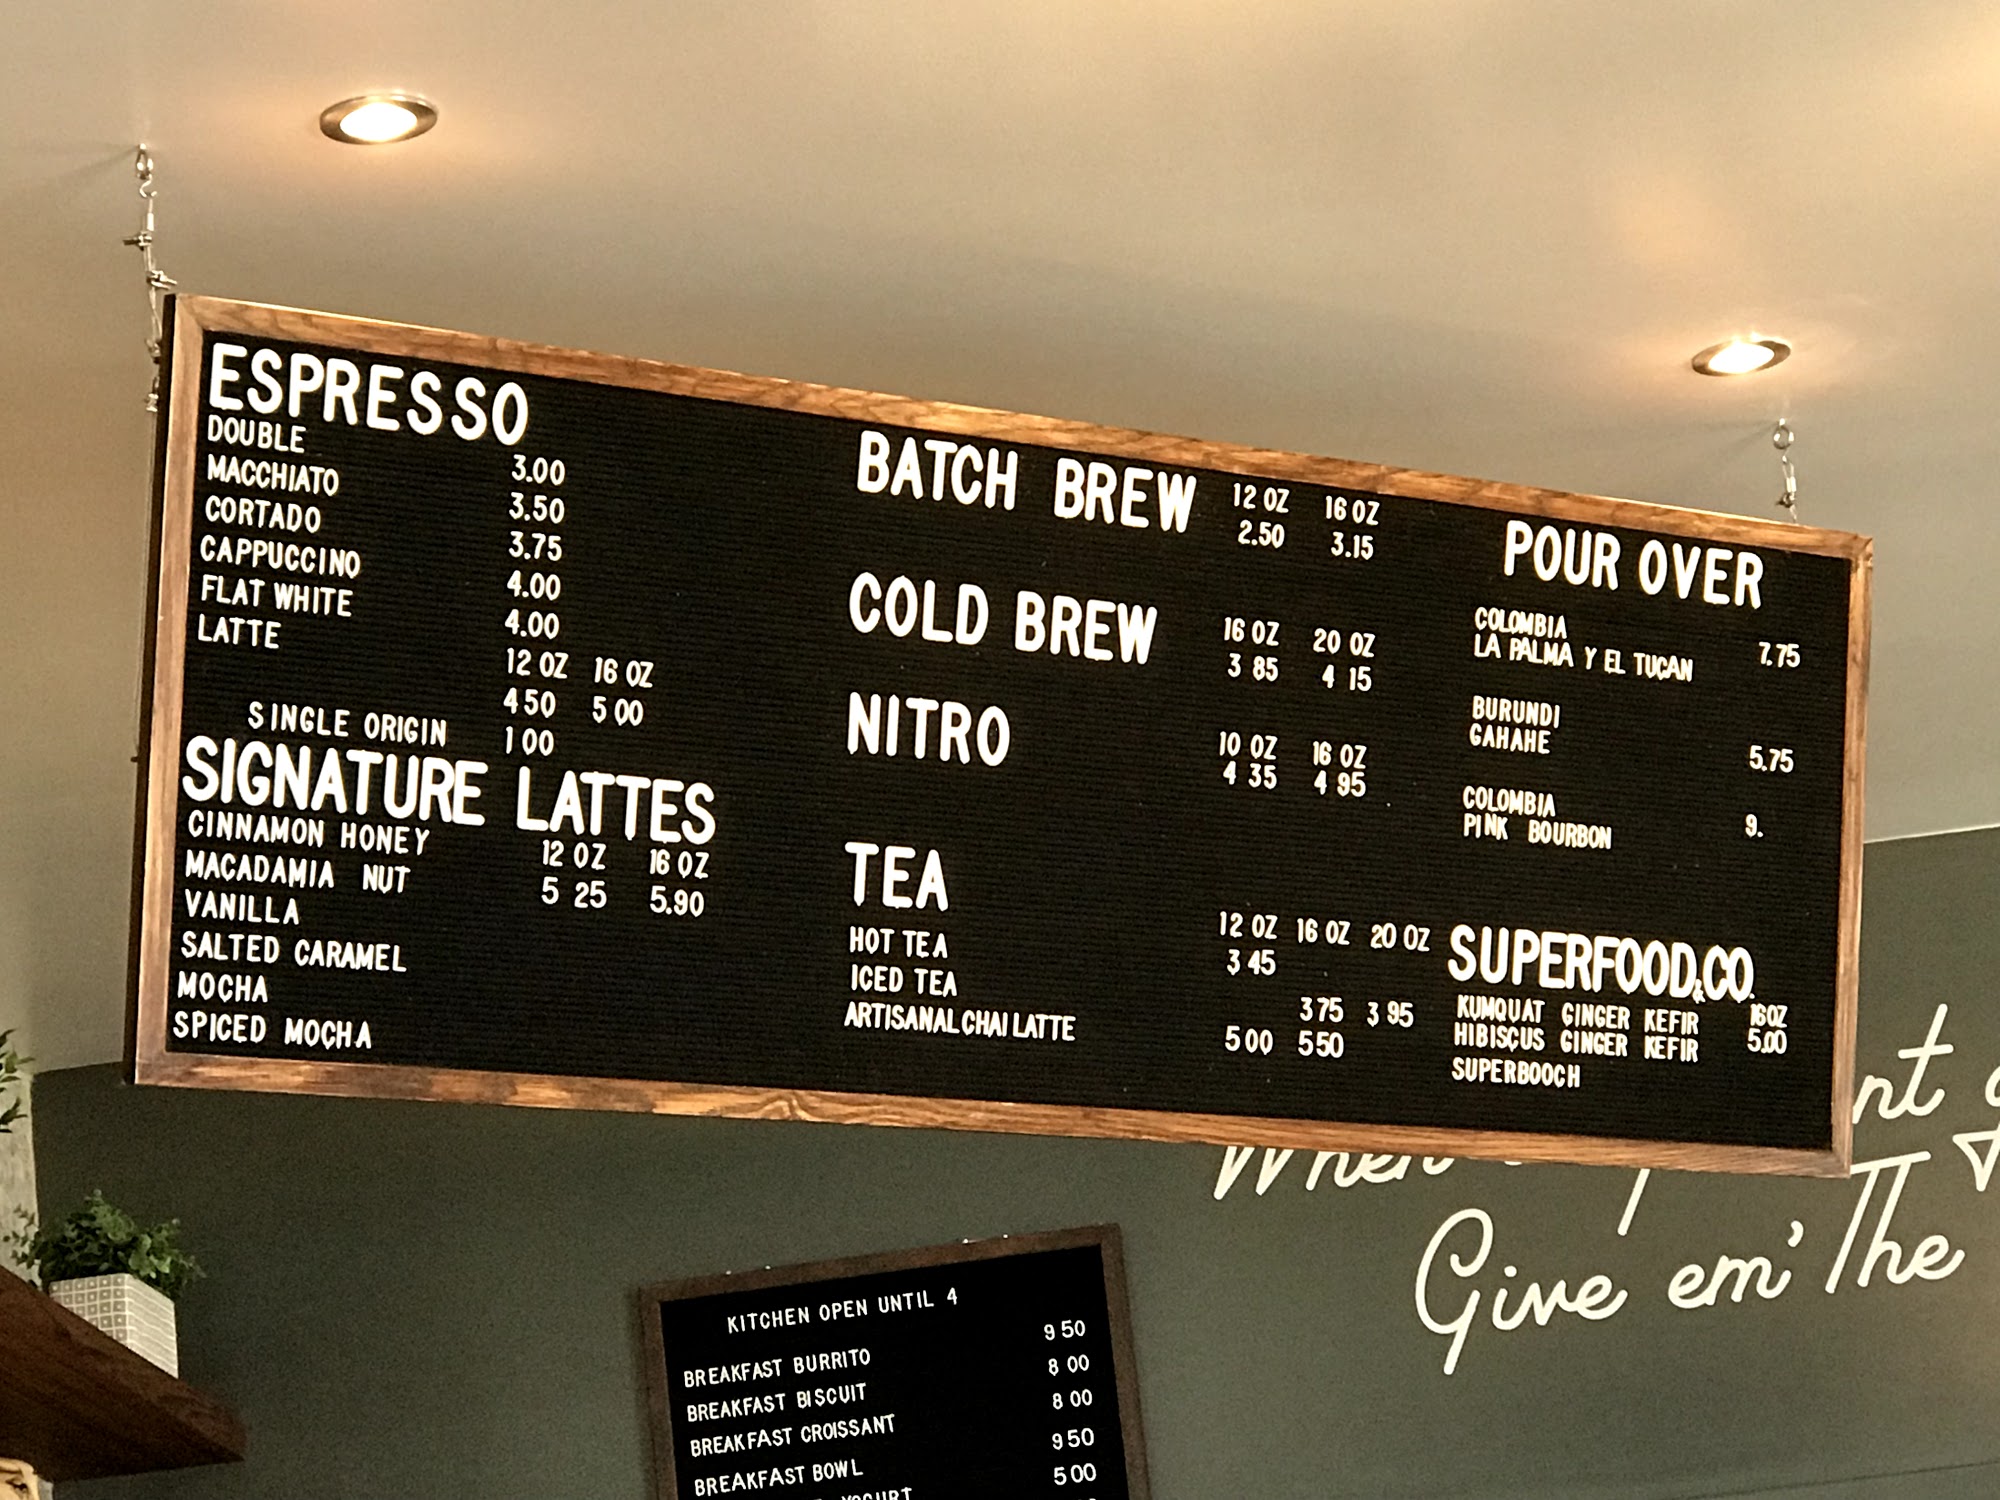 ESPRESSO
DOUBLE 3.00
MACCHIATO 3.50
CORTADO 3.75
CAPPUCCINO 4.00
FLAT WHITE 4.00
LATTE 12 OZ 16 OZ
4 50 5 00
SINGLE ORIGIN 1 00
SIGNATURE LATTES
CINNAMON HONEY 12 OZ 16 OZ
MACADAMIA NUT 5 25 5.90
VANILLA
SALTED CARAMEL
MOCHA
SPICED MOCHA
BATCH BREW 12 OZ 16 OZ
2.50 3.15
COLD BREW 16 OZ 20 OZ
3 85 4 15
NITRO 10 OZ 16 OZ
4 35 4 95
TEA
12 OZ 16 OZ 20 OZ
HOT TEA 3 45
ICED TEA 3 75 3 95
ARTISANAL CHAI LATTE 5 00 5 50
POUR OVER
COLOMBIA
LA PALMA Y EL TUCAN 7.75
BURUNDI
GAHAHE 5.75
COLOMBIA
PINK BOURBON 9.
SUPERFOOD & CO.
KUMQUAT GINGER KEFIR 16OZ
HIBISCUS GINGER KEFIR 5.00
SUPERBOOCH
When
Give em' The
KITCHEN OPEN UNTIL 4
BREAKFAST BURRITO 9 50
BREAKFAST BISCUIT 8 00
BREAKFAST CROISSANT 8 00
BREAKFAST BOWL 9 50
YOGURT 5 00